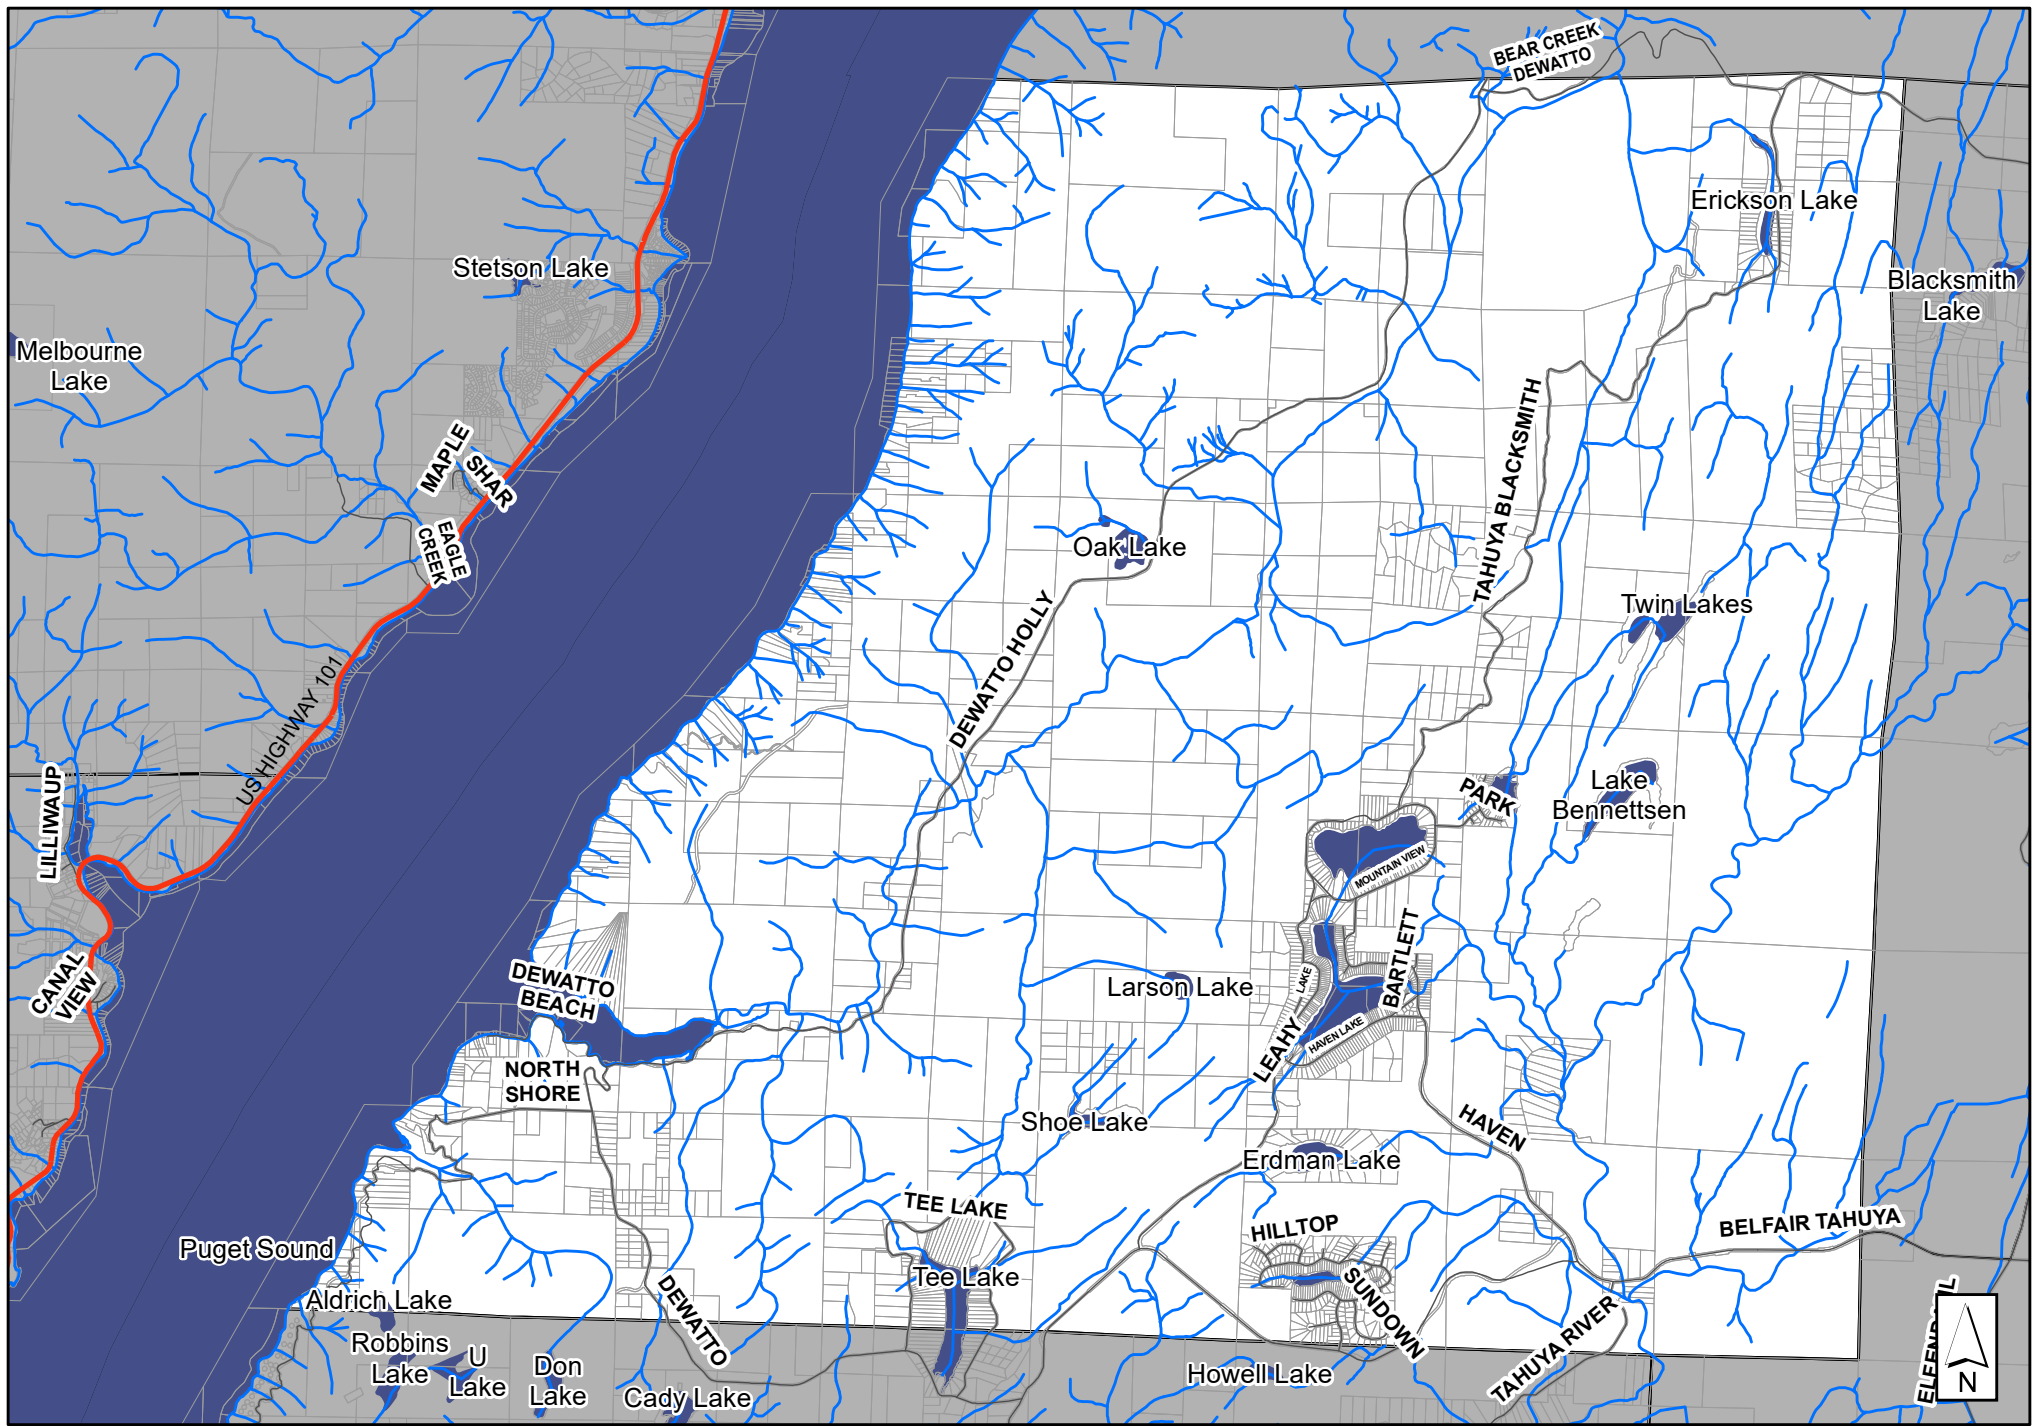 BEAR CREEK
DEWATTO
Erickson Lake
Stetson Lake
Blacksmith
Lake
Melbourne
Lake
MAPLE
SHAR
EAGLE
CREEK
TAHUYA BLACKSMITH
Oak Lake
Twin Lakes
DEWATTO HOLLY
US HIGHWAY 101
LILLIWAUP
PARK
Lake
Bennettsen
MOUNTAIN VIEW
BARTLETT
CANAL
VIEW
DEWATTO
BEACH
Larson Lake
LAKE
HAVEN LAKE
LEAHY
NORTH
SHORE
Shoe Lake
HAVEN
Erdman Lake
TEE LAKE
HILLTOP
BELFAIR TAHUYA
Puget Sound
Tee Lake
SUNDOWN
Aldrich Lake
DEWATTO
TAHUYA RIVER
Robbins
Lake
U
Lake
Don
Lake
Cady Lake
Howell Lake
N